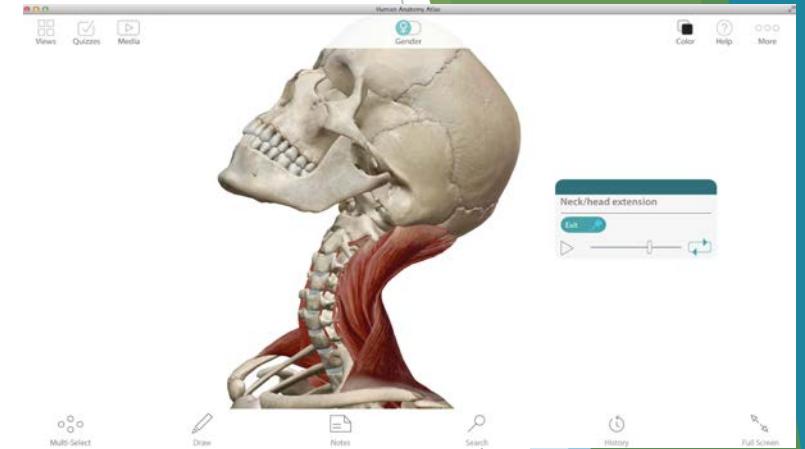 Human Anatomy Atlas
Views Quizzes Media Gender Color Help More
Neck/head extension
Exit
Multi-Select Draw Notes Search History Full Screen